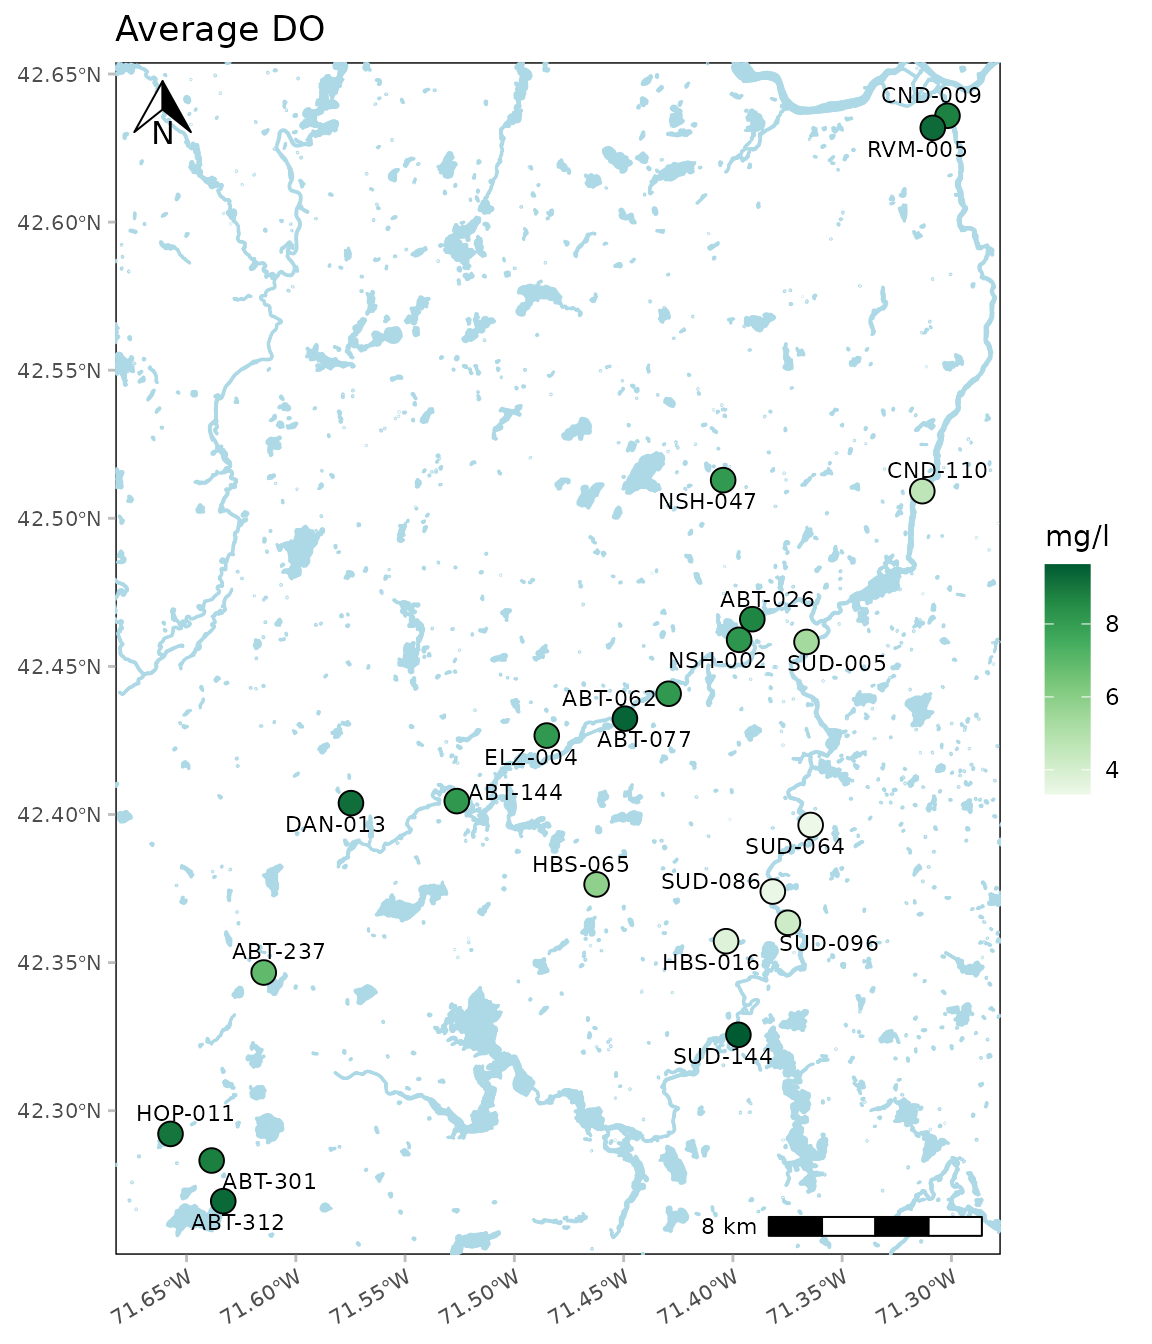 Average DO
42.65°N
42.60°N
42.55°N
42.50°N
42.45°N
42.40°N
42.35°N
42.30°N
N
CND-009
RVM-005
CND-110
NSH-047
ABT-026
NSH-002
SUD-005
ABT-062
ABT-077
ELZ-004
ABT-144
DAN-013
SUD-064
HBS-065
SUD-086
SUD-096
ABT-237
HBS-016
SUD-144
HOP-011
ABT-301
ABT-312
8 km
71.65°W
71.60°W
71.55°W
71.50°W
71.45°W
71.40°W
71.35°W
71.30°W
mg/l
8
6
4